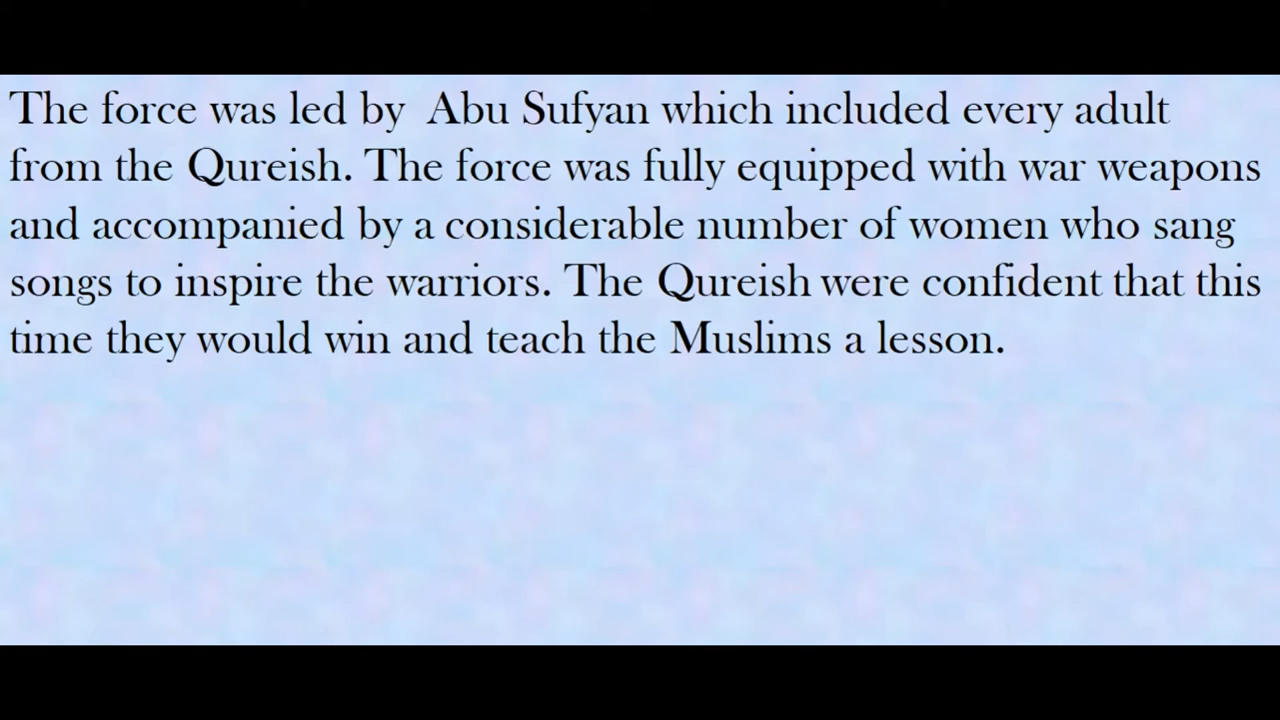 The force was led by  Abu Sufyan which included every adult
from the Qureish. The force was fully equipped with war weapons
and accompanied by a considerable number of women who sang
songs to inspire the warriors. The Qureish were confident that this
time they would win and teach the Muslims a lesson.